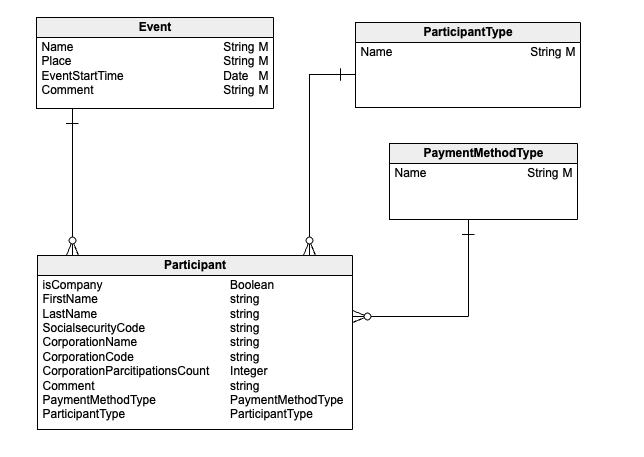 Event
Name String M
Place String M
EventStartTime Date M
Comment String M
ParticipantType
Name String M
PaymentMethodType
Name String M
Participant
isCompany Boolean
FirstName string
LastName string
SocialsecurityCode string
CorporationName string
CorporationCode string
CorporationParcitipationsCount Integer
Comment string
PaymentMethodType PaymentMethodType
ParticipantType ParticipantType